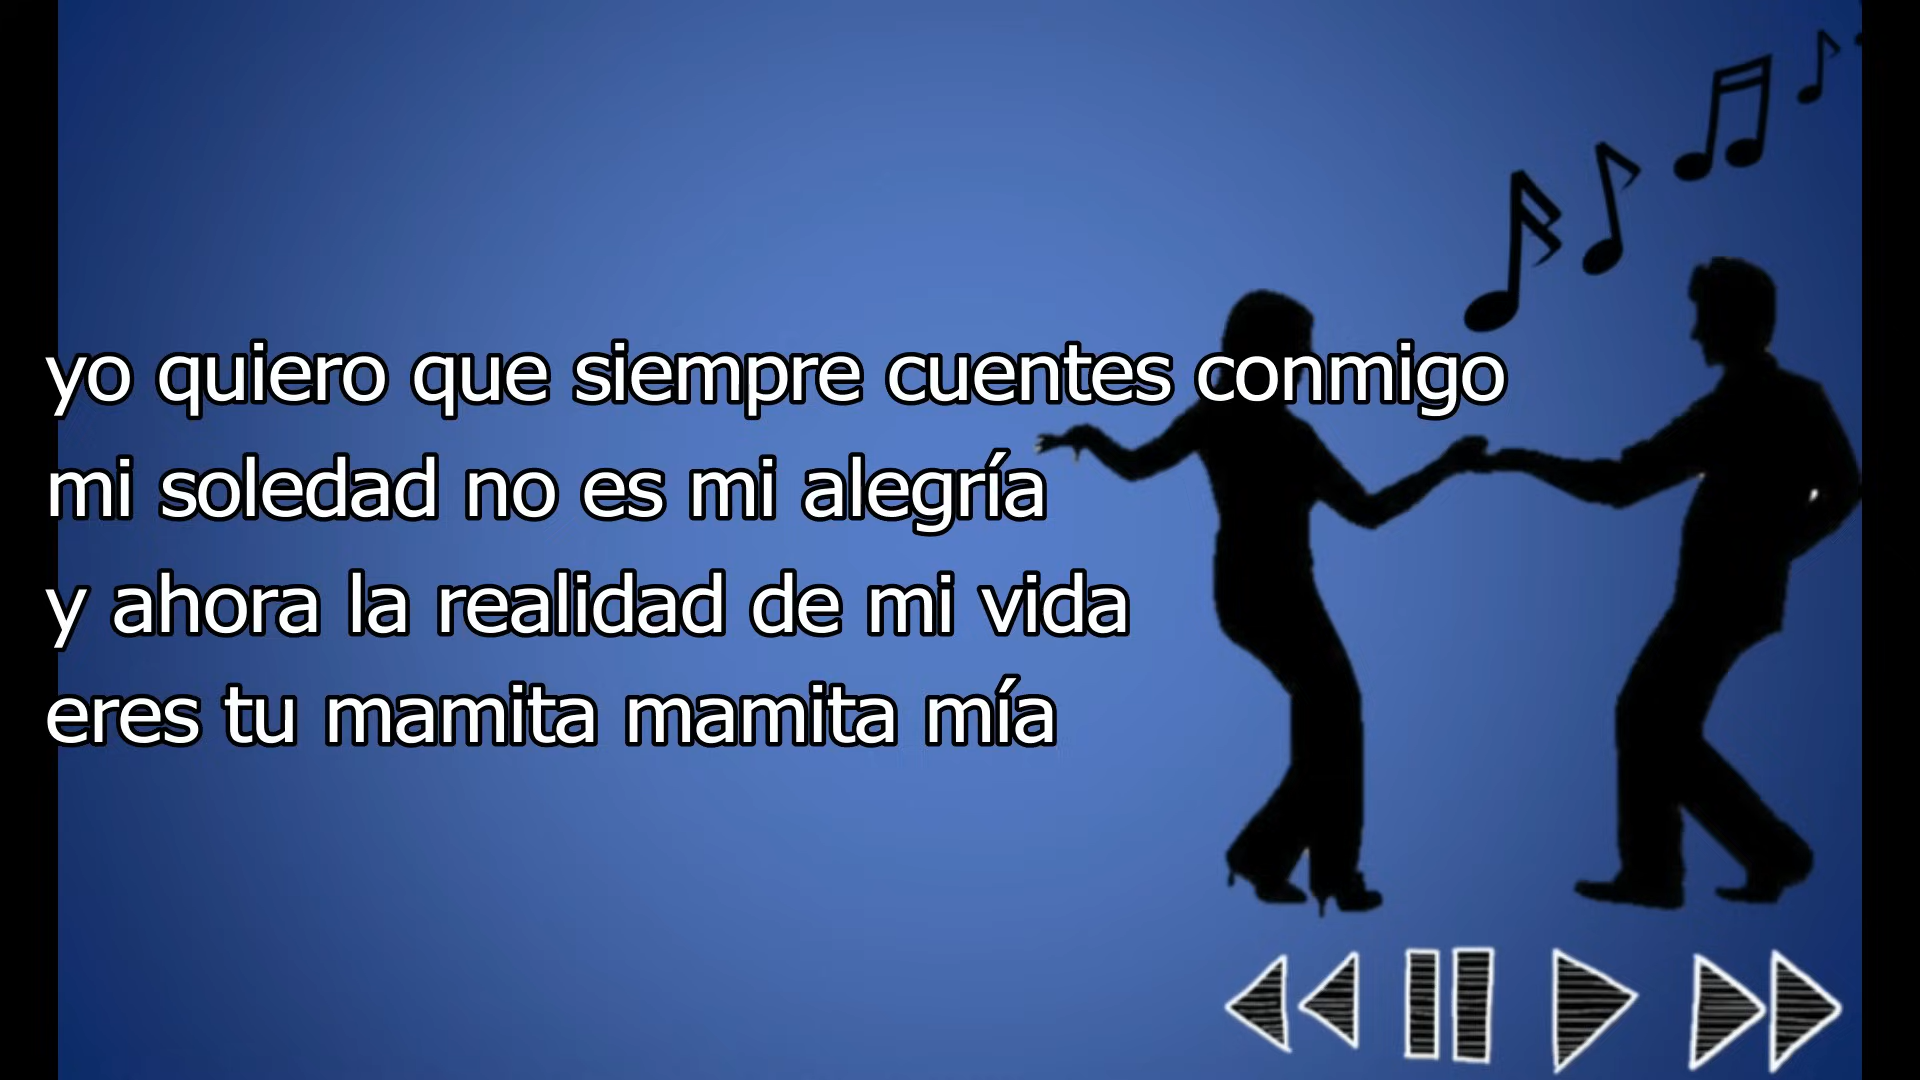 yo quiero que siempre cuentes conmigo
mi soledad no es mi alegría
y ahora la realidad de mi vida
eres tu mamita mamita mía